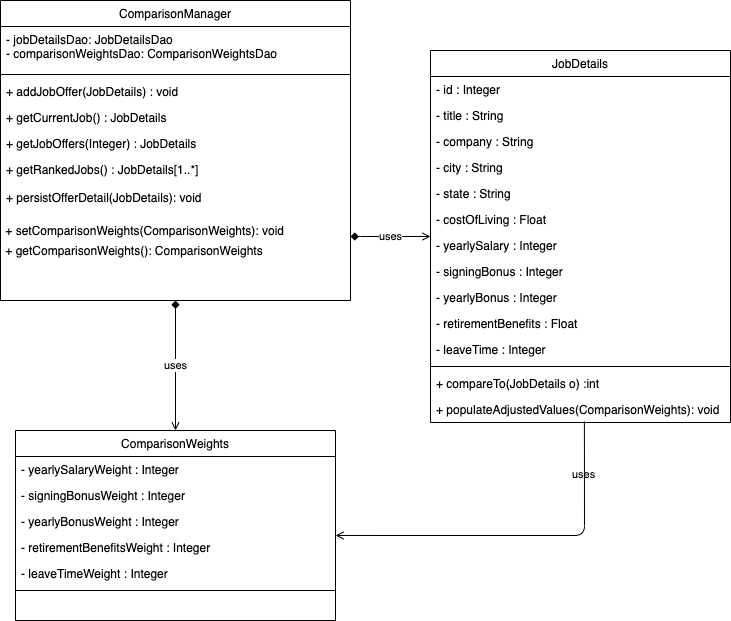 ComparisonManager
- jobDetailsDao: JobDetailsDao
- comparisonWeightsDao: ComparisonWeightsDao
+ addJobOffer(JobDetails) : void
+ getCurrentJob() : JobDetails
+ getJobOffers(Integer) : JobDetails
+ getRankedJobs() : JobDetails[1..*]
+ persistOfferDetail(JobDetails): void
+ setComparisonWeights(ComparisonWeights): void
+ getComparisonWeights(): ComparisonWeights
uses
JobDetails
- id : Integer
- title : String
- company : String
- city : String
- state : String
- costOfLiving : Float
- yearlySalary : Integer
- signingBonus : Integer
- yearlyBonus : Integer
- retirementBenefits : Float
- leaveTime : Integer
+ compareTo(JobDetails o) :int
+ populateAdjustedValues(ComparisonWeights): void
uses
uses
ComparisonWeights
- yearlySalaryWeight : Integer
- signingBonusWeight : Integer
- yearlyBonusWeight : Integer
- retirementBenefitsWeight : Integer
- leaveTimeWeight : Integer